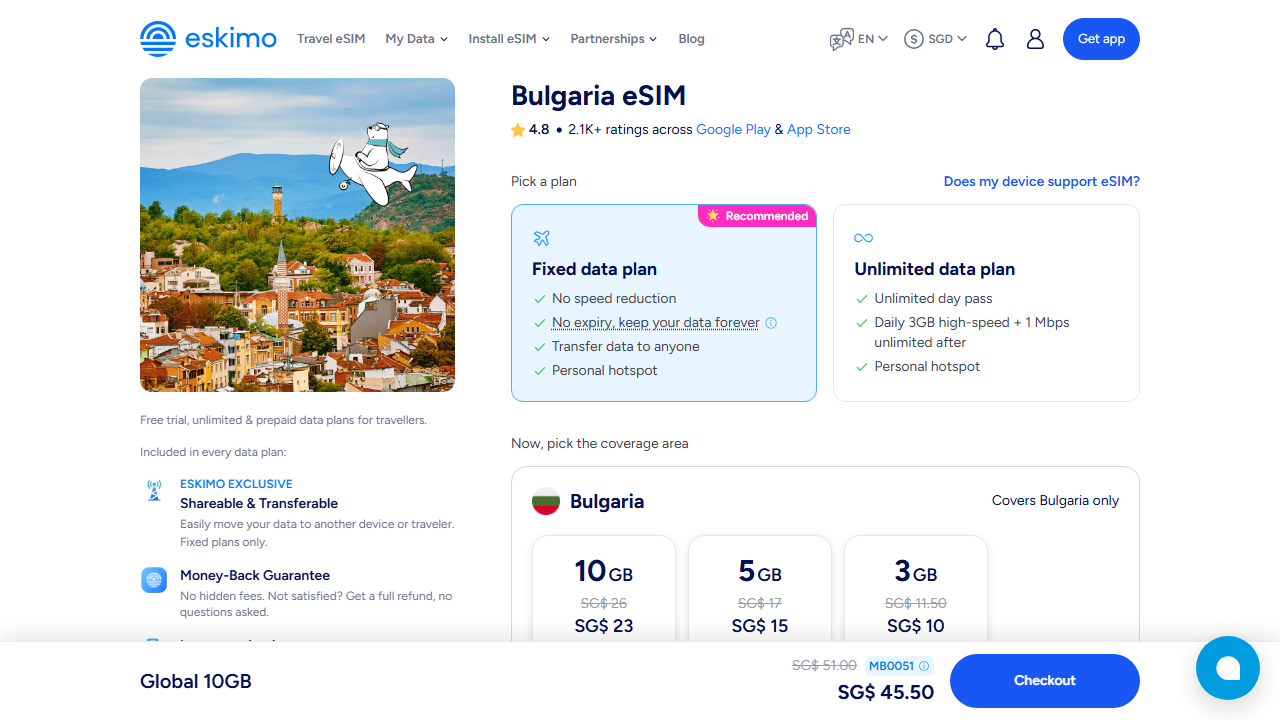 eskimo
Travel eSIM
My Data
Install eSIM
Partnerships
Blog
EN
SGD
Get app
Bulgaria eSIM
4.8 • 2.1K+ ratings across Google Play & App Store
Pick a plan
Does my device support eSIM?
Recommended
Fixed data plan
No speed reduction
No expiry, keep your data forever
Transfer data to anyone
Personal hotspot
Unlimited data plan
Unlimited day pass
Daily 3GB high-speed + 1 Mbps
unlimited after
Personal hotspot
Free trial, unlimited & prepaid data plans for travellers.
Included in every data plan:
ESKIMO EXCLUSIVE
Shareable & Transferable
Easily move your data to another device or traveler.
Fixed plans only.
Money-Back Guarantee
No hidden fees. Not satisfied? Get a full refund, no
questions asked.
Now, pick the coverage area
Bulgaria
Covers Bulgaria only
10 GB
SG$ 26
SG$ 23
5 GB
SG$ 17
SG$ 15
3 GB
SG$ 11.50
SG$ 10
Global 10GB
SG$ 51.00
MB0051
SG$ 45.50
Checkout